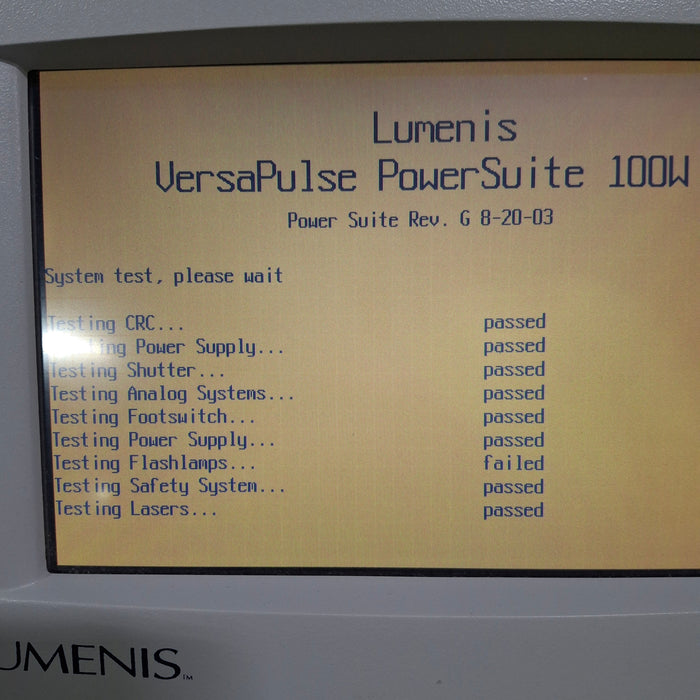 Lumenis
VersaPulse PowerSuite 100W
Power Suite Rev. G 8-20-03
System test, please wait
Testing CRC... passed
Testing Power Supply... passed
Testing Shutter... passed
Testing Analog Systems... passed
Testing Footswitch... passed
Testing Power Supply... passed
Testing Flashlamps... failed
Testing Safety System... passed
Testing Lasers... passed
UMENIS™